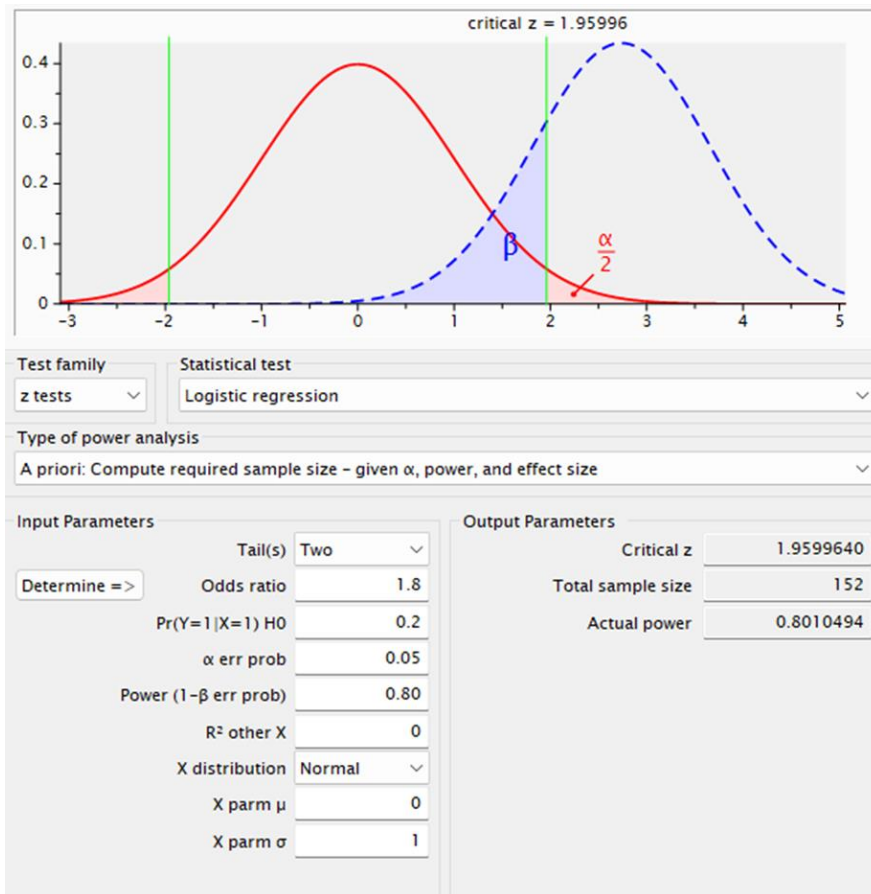 critical z = 1.95996
0.4
0.3
0.2
0.1
0
β
α
2
-3 -2 -1 0 1 2 3 4 5
Test family Statistical test
z tests Logistic regression
Type of power analysis
A priori: Compute required sample size – given α, power, and effect size
Input Parameters
Tail(s) Two
Determine => Odds ratio 1.8
Pr(Y=1|X=1) H0 0.2
α err prob 0.05
Power (1-β err prob) 0.80
R² other X 0
X distribution Normal
X parm μ 0
X parm σ 1
Output Parameters
Critical z 1.9599640
Total sample size 152
Actual power 0.8010494